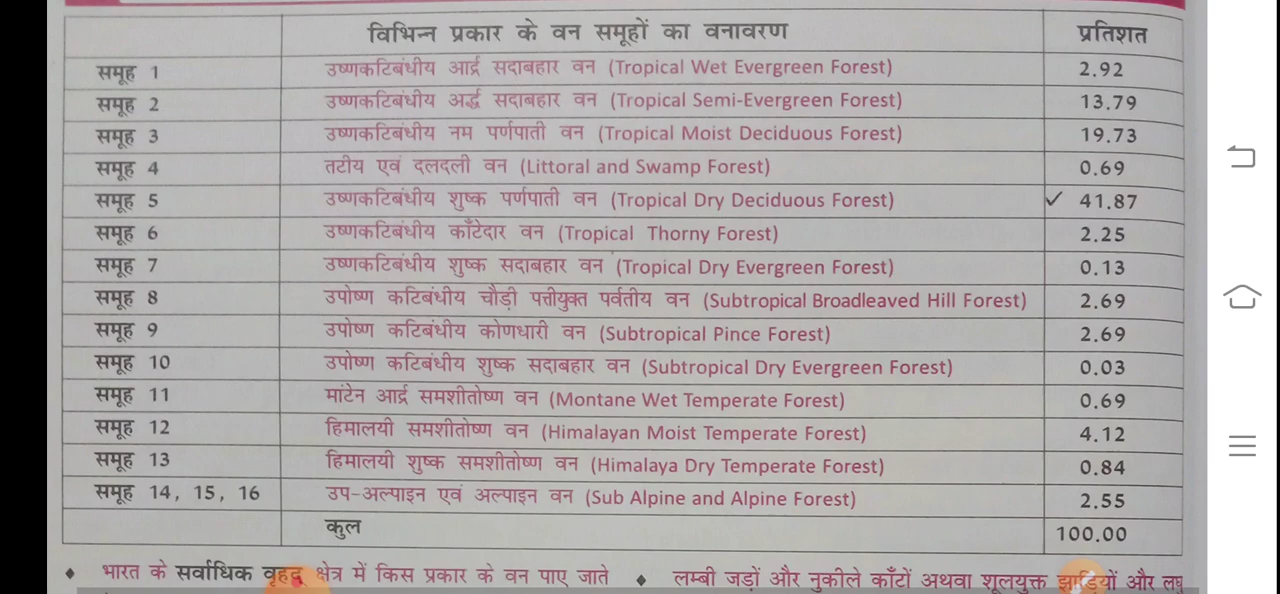 विभिन्न प्रकार के वन समूहों का वनावरण प्रतिशत
समूह 1 उष्णकटिबंधीय आर्द्र सदाबहार वन (Tropical Wet Evergreen Forest) 2.92
समूह 2 उष्णकटिबंधीय अर्द्ध सदाबहार वन (Tropical Semi-Evergreen Forest) 13.79
समूह 3 उष्णकटिबंधीय नम पर्णपाती वन (Tropical Moist Deciduous Forest) 19.73
समूह 4 तटीय एवं दलदली वन (Littoral and Swamp Forest) 0.69
समूह 5 उष्णकटिबंधीय शुष्क पर्णपाती वन (Tropical Dry Deciduous Forest) ✓ 41.87
समूह 6 उष्णकटिबंधीय काँटेदार वन (Tropical Thorny Forest) 2.25
समूह 7 उष्णकटिबंधीय शुष्क सदाबहार वन (Tropical Dry Evergreen Forest) 0.13
समूह 8 उपोष्ण कटिबंधीय चौड़ी पत्तीयुक्त पर्वतीय वन (Subtropical Broadleaved Hill Forest) 2.69
समूह 9 उपोष्ण कटिबंधीय कोणधारी वन (Subtropical Pince Forest) 2.69
समूह 10 उपोष्ण कटिबंधीय शुष्क सदाबहार वन (Subtropical Dry Evergreen Forest) 0.03
समूह 11 मांटेन आर्द्र समशीतोष्ण वन (Montane Wet Temperate Forest) 0.69
समूह 12 हिमालयी समशीतोष्ण वन (Himalayan Moist Temperate Forest) 4.12
समूह 13 हिमालयी शुष्क समशीतोष्ण वन (Himalaya Dry Temperate Forest) 0.84
समूह 14, 15, 16 उप-अल्पाइन एवं अल्पाइन वन (Sub Alpine and Alpine Forest) 2.55
कुल 100.00
♦ भारत के सर्वाधिक वृहद् क्षेत्र में किस प्रकार के वन पाए जाते
♦ लम्बी जड़ों और नुकीले काँटों अथवा शूलयुक्त झाड़ियों और लघु